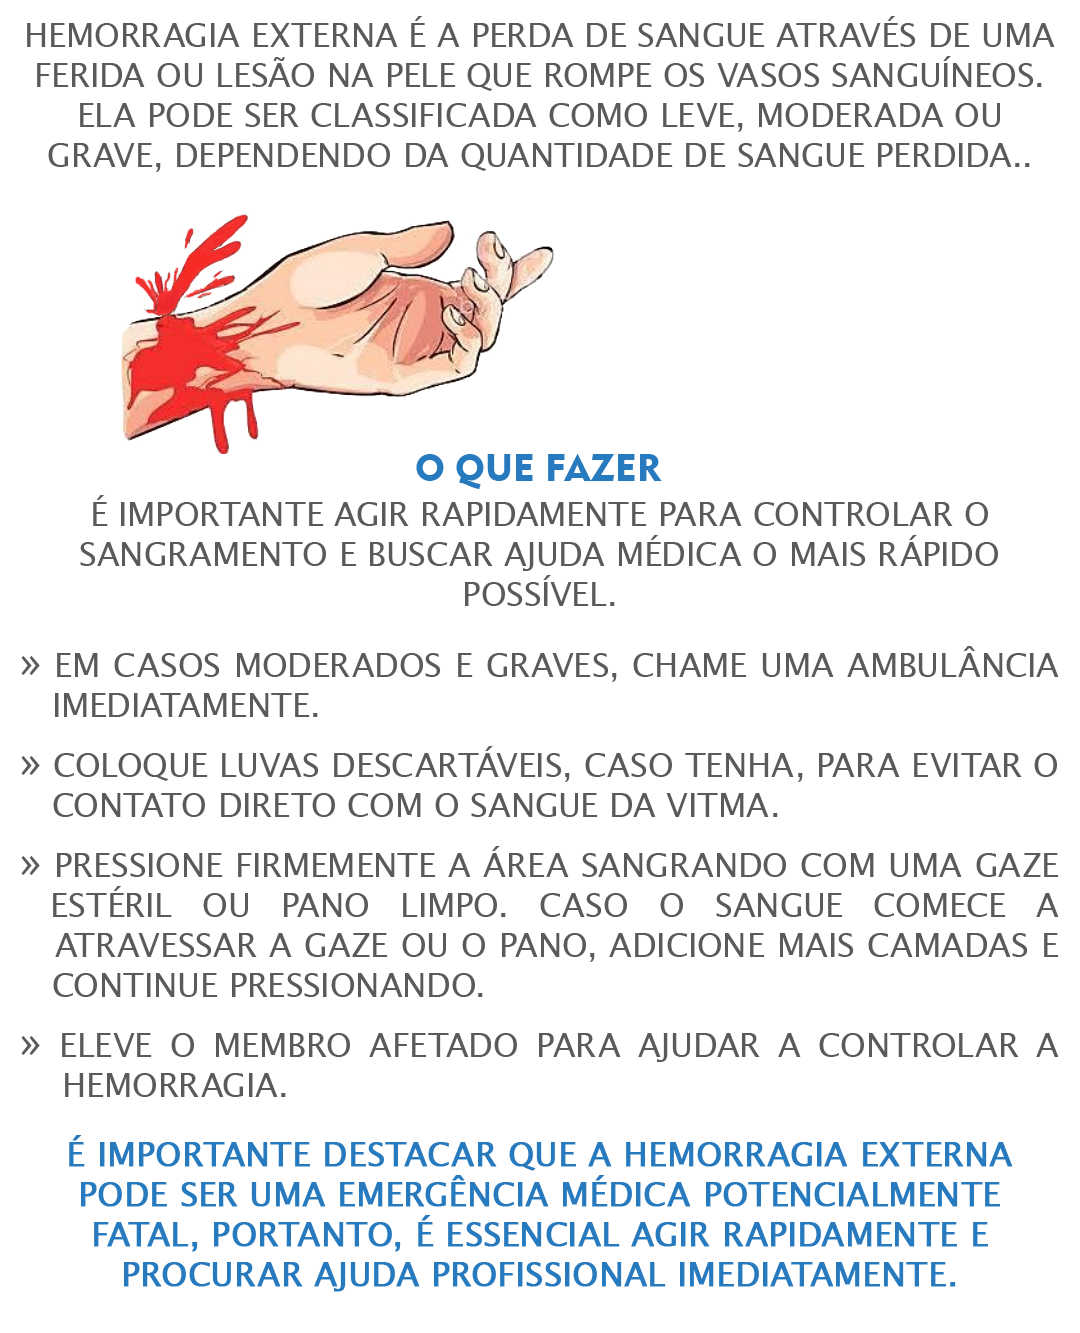 HEMORRAGIA EXTERNA É A PERDA DE SANGUE ATRAVÉS DE UMA
FERIDA OU LESÃO NA PELE QUE ROMPE OS VASOS SANGUÍNEOS.
ELA PODE SER CLASSIFICADA COMO LEVE, MODERADA OU
GRAVE, DEPENDENDO DA QUANTIDADE DE SANGUE PERDIDA..
O QUE FAZER
É IMPORTANTE AGIR RAPIDAMENTE PARA CONTROLAR O
SANGRAMENTO E BUSCAR AJUDA MÉDICA O MAIS RÁPIDO
POSSÍVEL.
» EM CASOS MODERADOS E GRAVES, CHAME UMA AMBULÂNCIA
IMEDIATAMENTE.
» COLOQUE LUVAS DESCARTÁVEIS, CASO TENHA, PARA EVITAR O
CONTATO DIRETO COM O SANGUE DA VITMA.
» PRESSIONE FIRMEMENTE A ÁREA SANGRANDO COM UMA GAZE
ESTÉRIL OU PANO LIMPO. CASO O SANGUE COMECE A
ATRAVESSAR A GAZE OU O PANO, ADICIONE MAIS CAMADAS E
CONTINUE PRESSIONANDO.
» ELEVE O MEMBRO AFETADO PARA AJUDAR A CONTROLAR A
HEMORRAGIA.
É IMPORTANTE DESTACAR QUE A HEMORRAGIA EXTERNA
PODE SER UMA EMERGÊNCIA MÉDICA POTENCIALMENTE
FATAL, PORTANTO, É ESSENCIAL AGIR RAPIDAMENTE E
PROCURAR AJUDA PROFISSIONAL IMEDIATAMENTE.